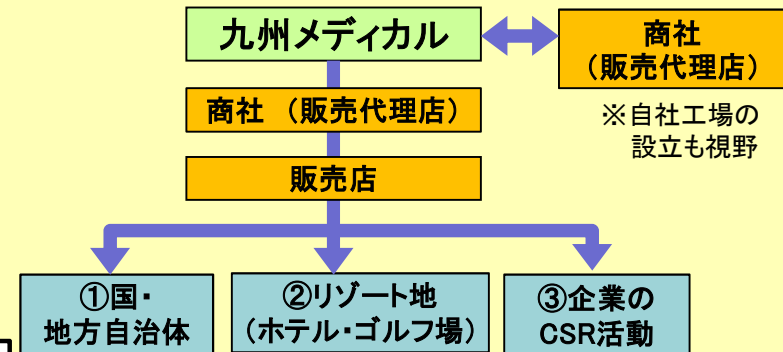 九州メディカル
商社
（販売代理店）
※自社工場の
設立も視野
商社 （販売代理店）
販売店
①国・
地方自治体
②リゾート地
（ホテル・ゴルフ場）
③企業の
CSR活動